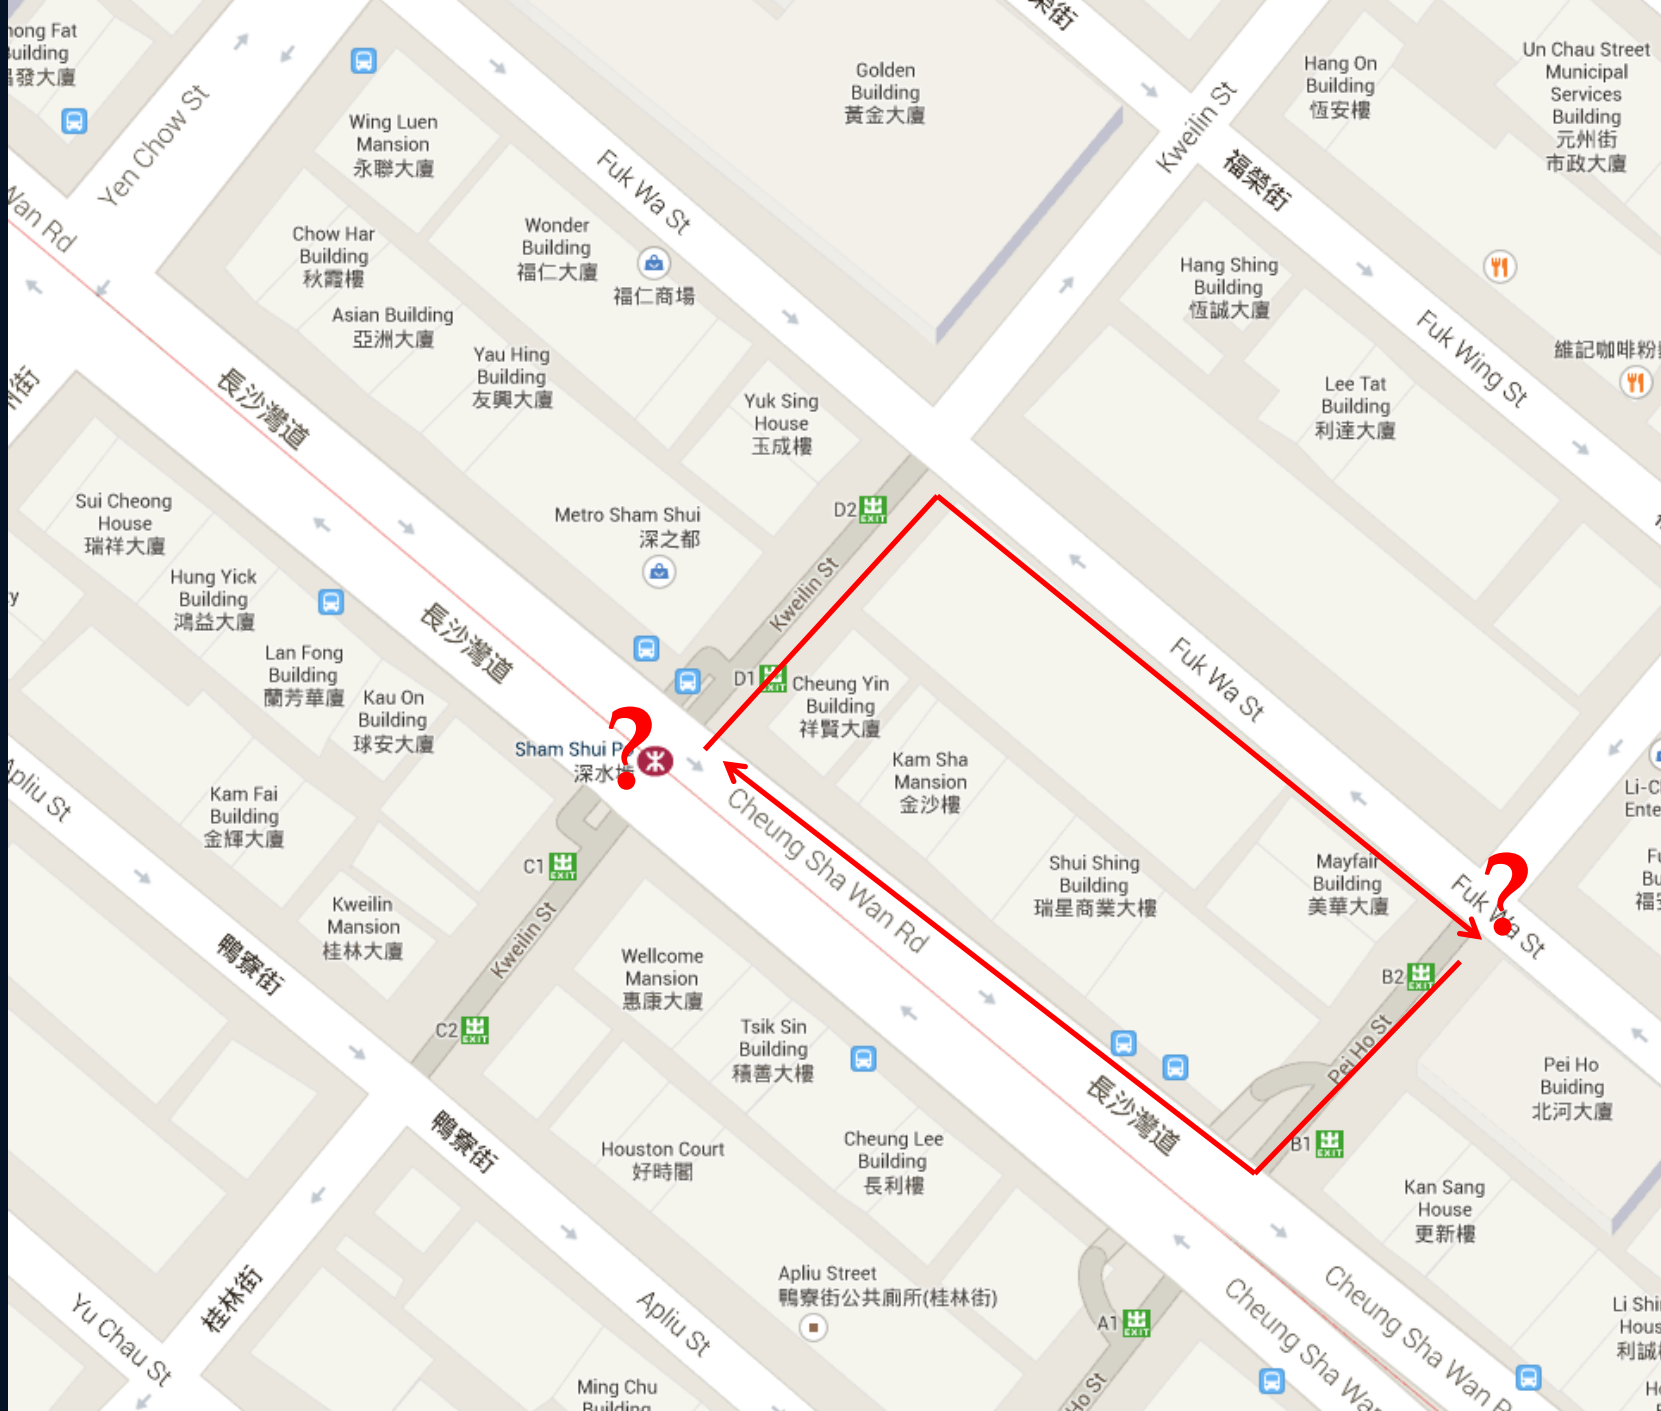 Fat
Building
發大廈
Yen Chow St
Wan Rd
Wing Luen
Mansion
永聯大廈
Golden
Building
黃金大廈
Kweilin St
Hang On
Building
恆安樓
Un Chau Street
Municipal
Services
Building
元州街
市政大廈
福榮街
Fuk Wa St
Chow Har
Building
秋霞樓
Wonder
Building
福仁大廈
福仁商場
Hang Shing
Building
恆誠大廈
Asian Building
亞洲大廈
Yau Hing
Building
友興大廈
Fuk Wing St
維記咖啡粉
長沙灣道
Yuk Sing
House
玉成樓
Lee Tat
Building
利達大廈
Sui Cheong
House
瑞祥大廈
Metro Sham Shui
深之都
D2
EXIT
Kweilin St
Hung Yick
Building
鴻益大廈
長沙灣道
Lan Fong
Building
蘭芳華廈
Kau On
Building
球安大廈
D1
EXIT
Cheung Yin
Building
祥賢大廈
Fuk Wa St
?
Sham Shui
深水
Apliu St
Kam Fai
Building
金輝大廈
Kam Sha
Mansion
金沙樓
Cheung Sha Wan Rd
C1
EXIT
Shui Shing
Building
瑞星商業大樓
Mayfair
Building
美華大廈
?
Fuk Wa St
Kweilin
Mansion
桂林大廈
鴨寮街
Kweilin St
Wellcome
Mansion
惠康大廈
B2
EXIT
C2
EXIT
Tsik Sin
Building
積善大樓
Pei Ho St
Pei Ho
Buiding
北河大廈
長沙灣道
鴨寮街
Houston Court
好時閣
Cheung Lee
Building
長利樓
B1
EXIT
Kan Sang
House
更新樓
Apliu Street
鴨寮街公共廁所(桂林街)
A1
EXIT
桂林街
Yu Chau St
Apliu St
Cheung Sha Wan
Cheung Sha Wan
Ho St
Ming Chu
Building